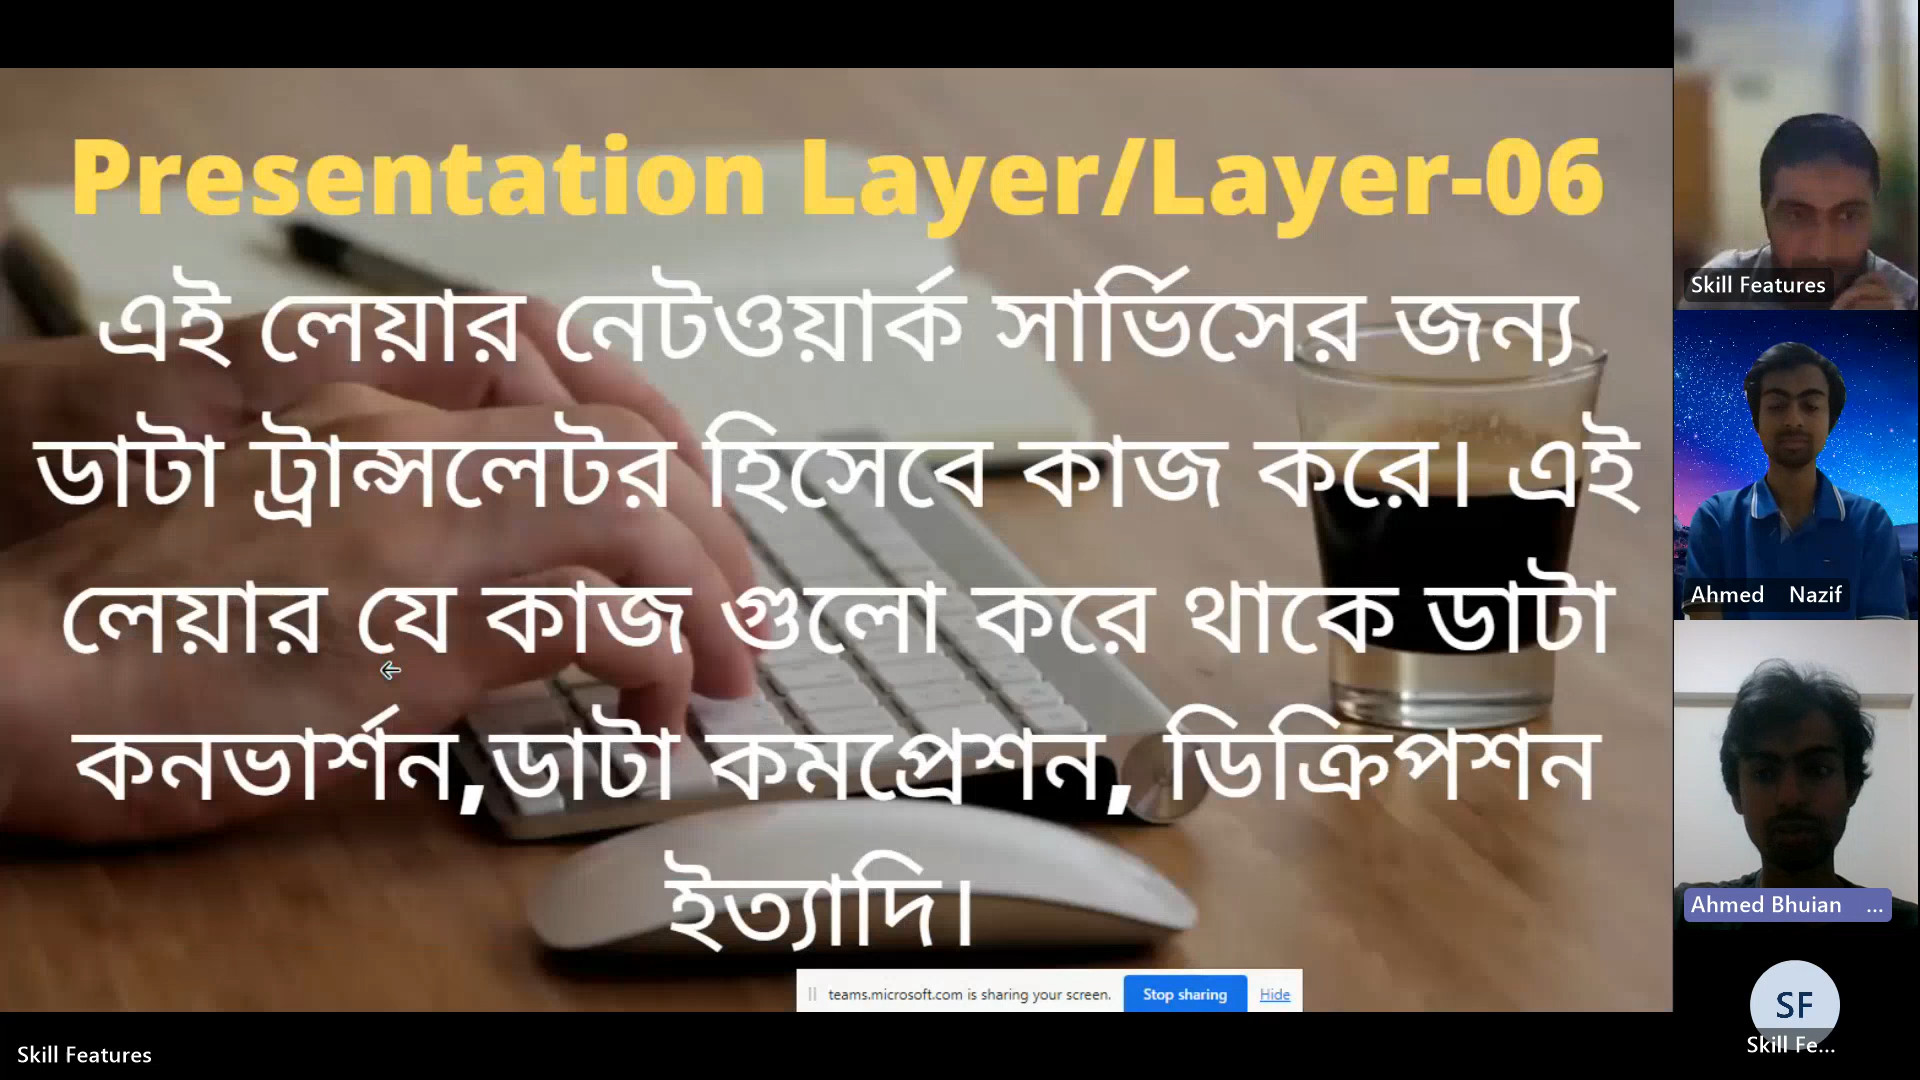 Presentation Layer/Layer-06
এই লেয়ার নেটওয়ার্ক সার্ভিসের জন্য
ডাটা ট্রান্সলেটর হিসেবে কাজ করে। এই
লেয়ার যে কাজ গুলো করে থাকে ডাটা
কনভার্শন,ডাটা কমপ্রেশন, ডিক্রিপশন
ইত্যাদি।
teams.microsoft.com is sharing your screen. Stop sharing Hide
Skill Features
Skill Features
Ahmed Nazif
Ahmed Bhuian ...
SF
Skill Fe...